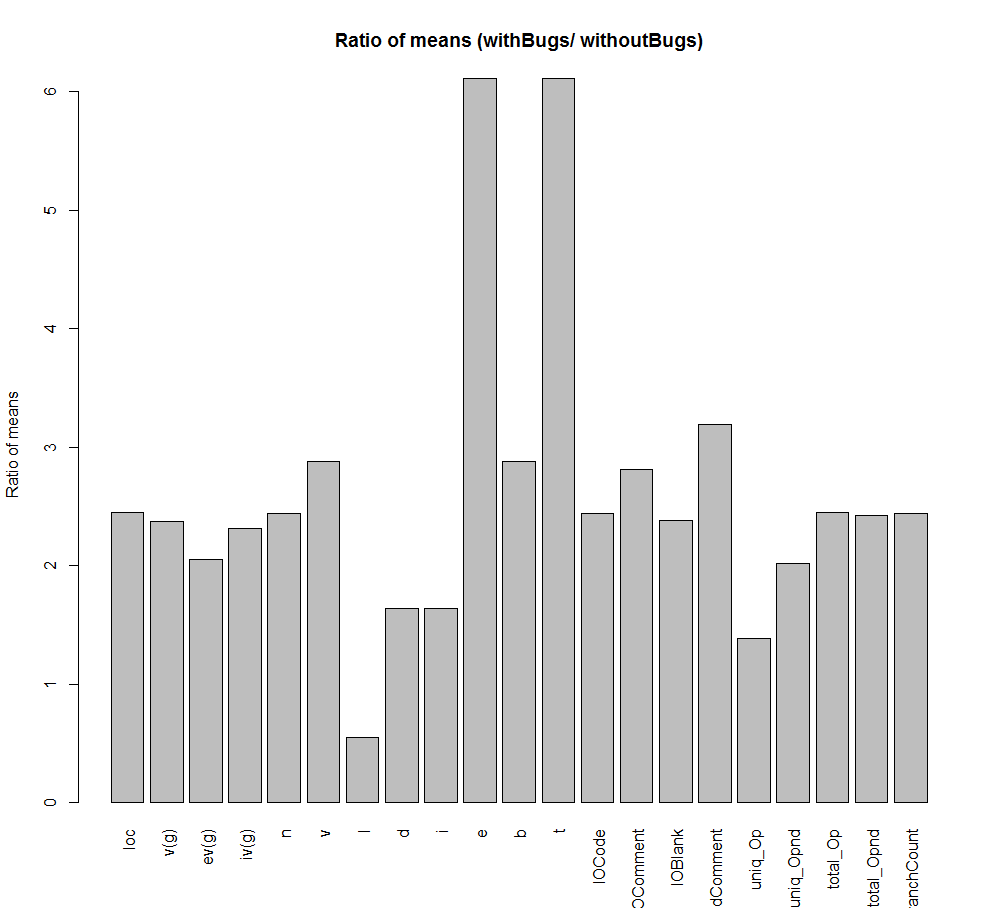 Ratio of means (withBugs/ withoutBugs)
Ratio of means
6
5
4
3
2
1
0
loc
v(g)
ev(g)
iv(g)
n
v
l
d
i
e
b
t
lOCode
OComment
lOBlank
dComment
uniq_Op
uniq_Opnd
total_Op
total_Opnd
ranchCount